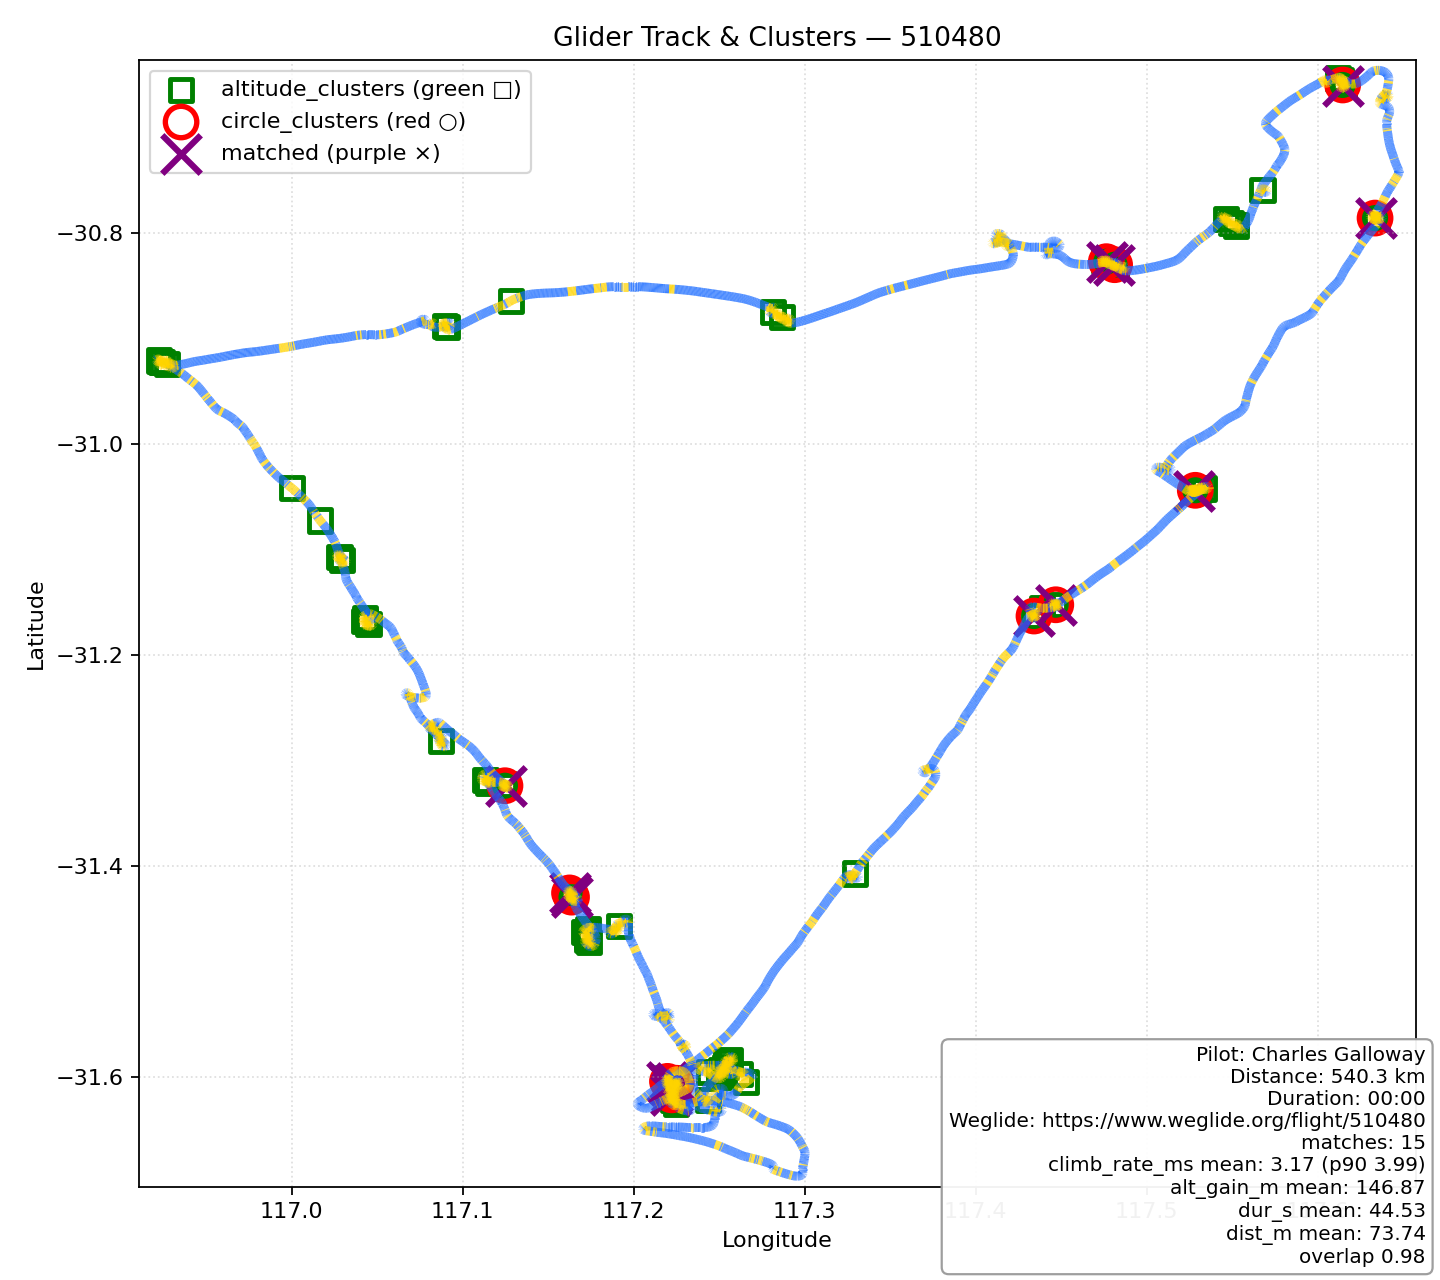 Glider Track & Clusters — 510480
altitude_clusters (green □)
circle_clusters (red ○)
matched (purple ×)
−30.8
−31.0
−31.2
−31.4
−31.6
Latitude
117.0
117.1
117.2
117.3
117.4
117.5
Longitude
Pilot: Charles Galloway
Distance: 540.3 km
Duration: 00:00
Weglide: https://www.weglide.org/flight/510480
matches: 15
climb_rate_ms mean: 3.17 (p90 3.99)
alt_gain_m mean: 146.87
dur_s mean: 44.53
dist_m mean: 73.74
overlap 0.98